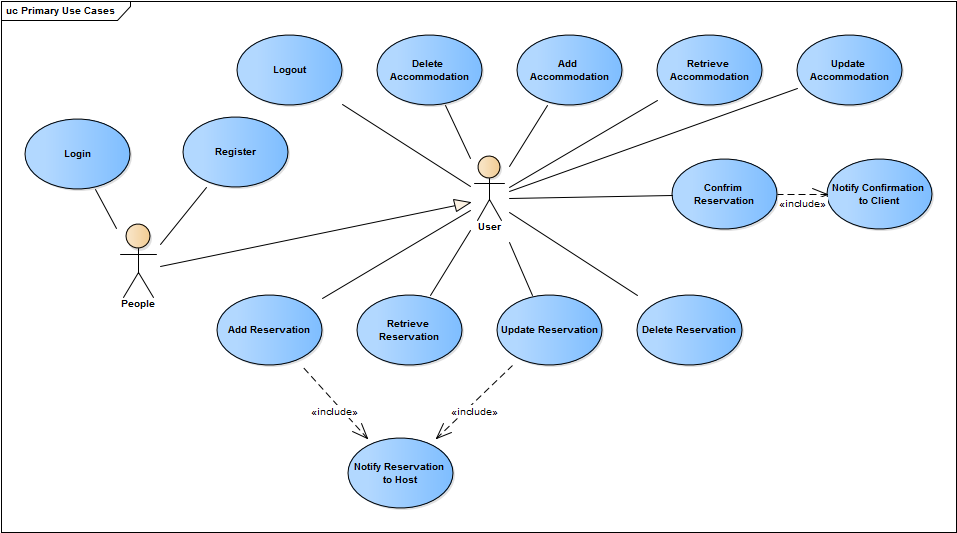 uc Primary Use Cases
Logout
Delete
Accommodation
Add
Accommodation
Retrieve
Accommodation
Update
Accommodation
Login
Register
User
Confrim
Reservation
«include»
Notify Confirmation
to Client
People
Add Reservation
Retrieve
Reservation
Update Reservation
Delete Reservation
«include»
«include»
Notify Reservation
to Host